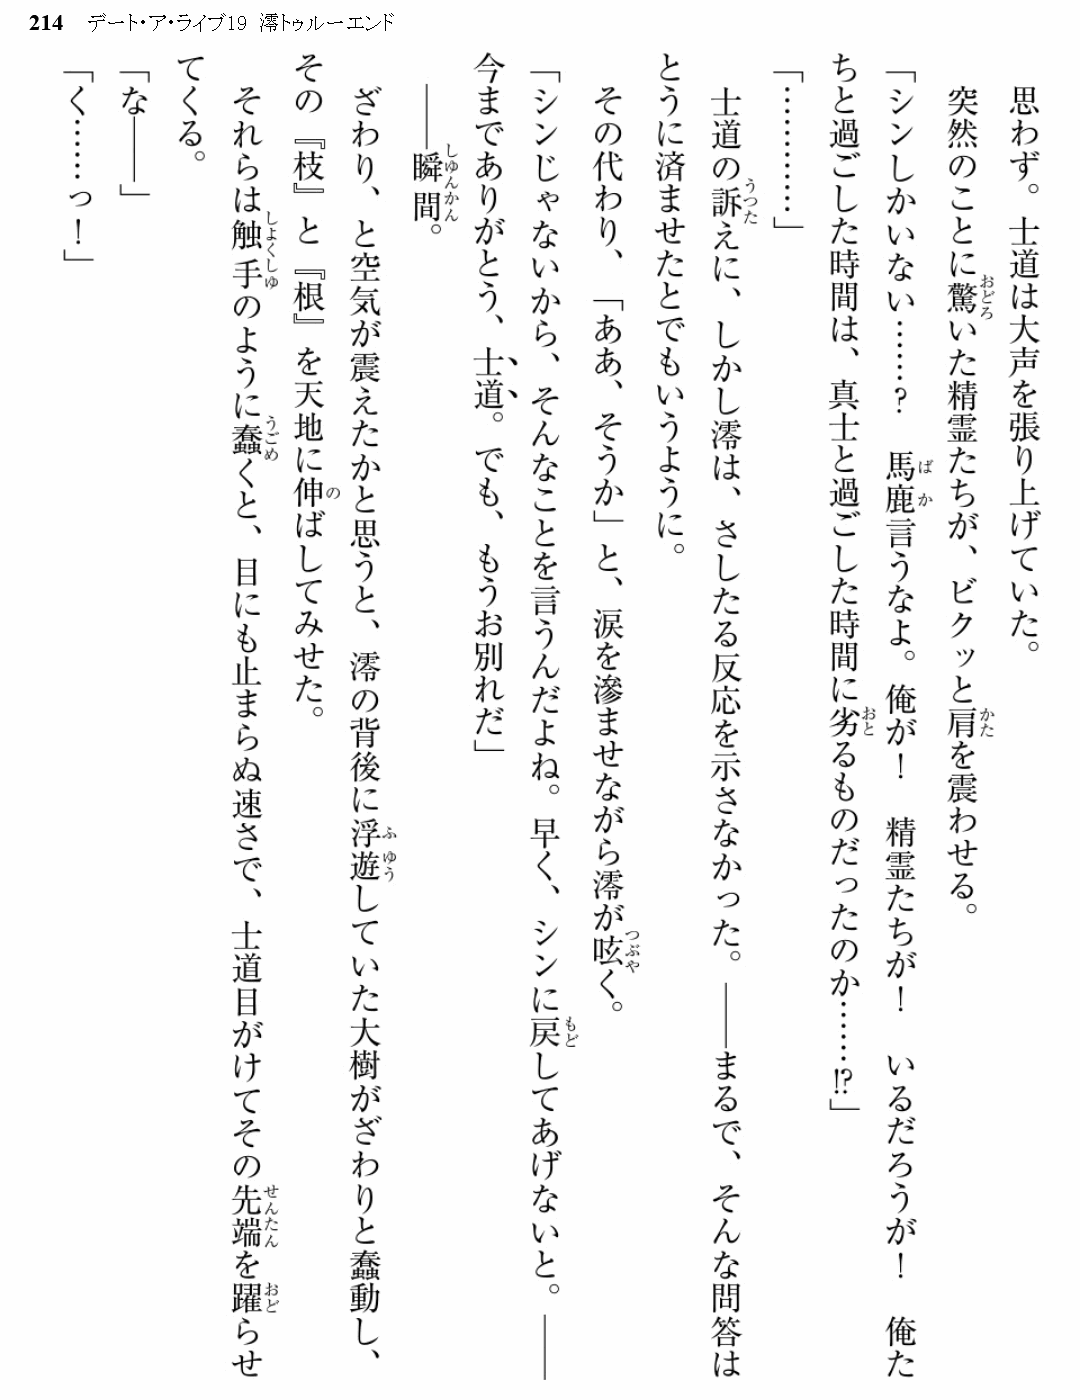 214 デート・ア・ライブ19 澪トゥルーエンド
思わず。士道は大声を張り上げていた。
突然のことに驚いた精霊たちが、ビクッと肩を震わせる。
「シンしかいない……? 馬鹿言うなよ。俺が! 精霊たちが! いるだろうが! 俺た
ちと過ごした時間は、真士と過ごした時間に劣るものだったのか……!?」
「…………」
士道の訴えに、しかし澪は、さしたる反応を示さなかった。――まるで、そんな問答は
とうに済ませたとでもいうように。
その代わり、「ああ、そうか」と、涙を滲ませながら澪が呟く。
「シンじゃないから、そんなことを言うんだよね。早く、シンに戻してあげないと。――
今までありがとう、士道。でも、もうお別れだ」
――瞬間。
ざわり、と空気が震えたかと思うと、澪の背後に浮遊していた大樹がざわりと蠢動し、
その『枝』と『根』を天地に伸ばしてみせた。
それらは触手のように蠢くと、目にも止まらぬ速さで、士道目がけてその先端を躍らせ
てくる。
「な――」
「く……っ!」